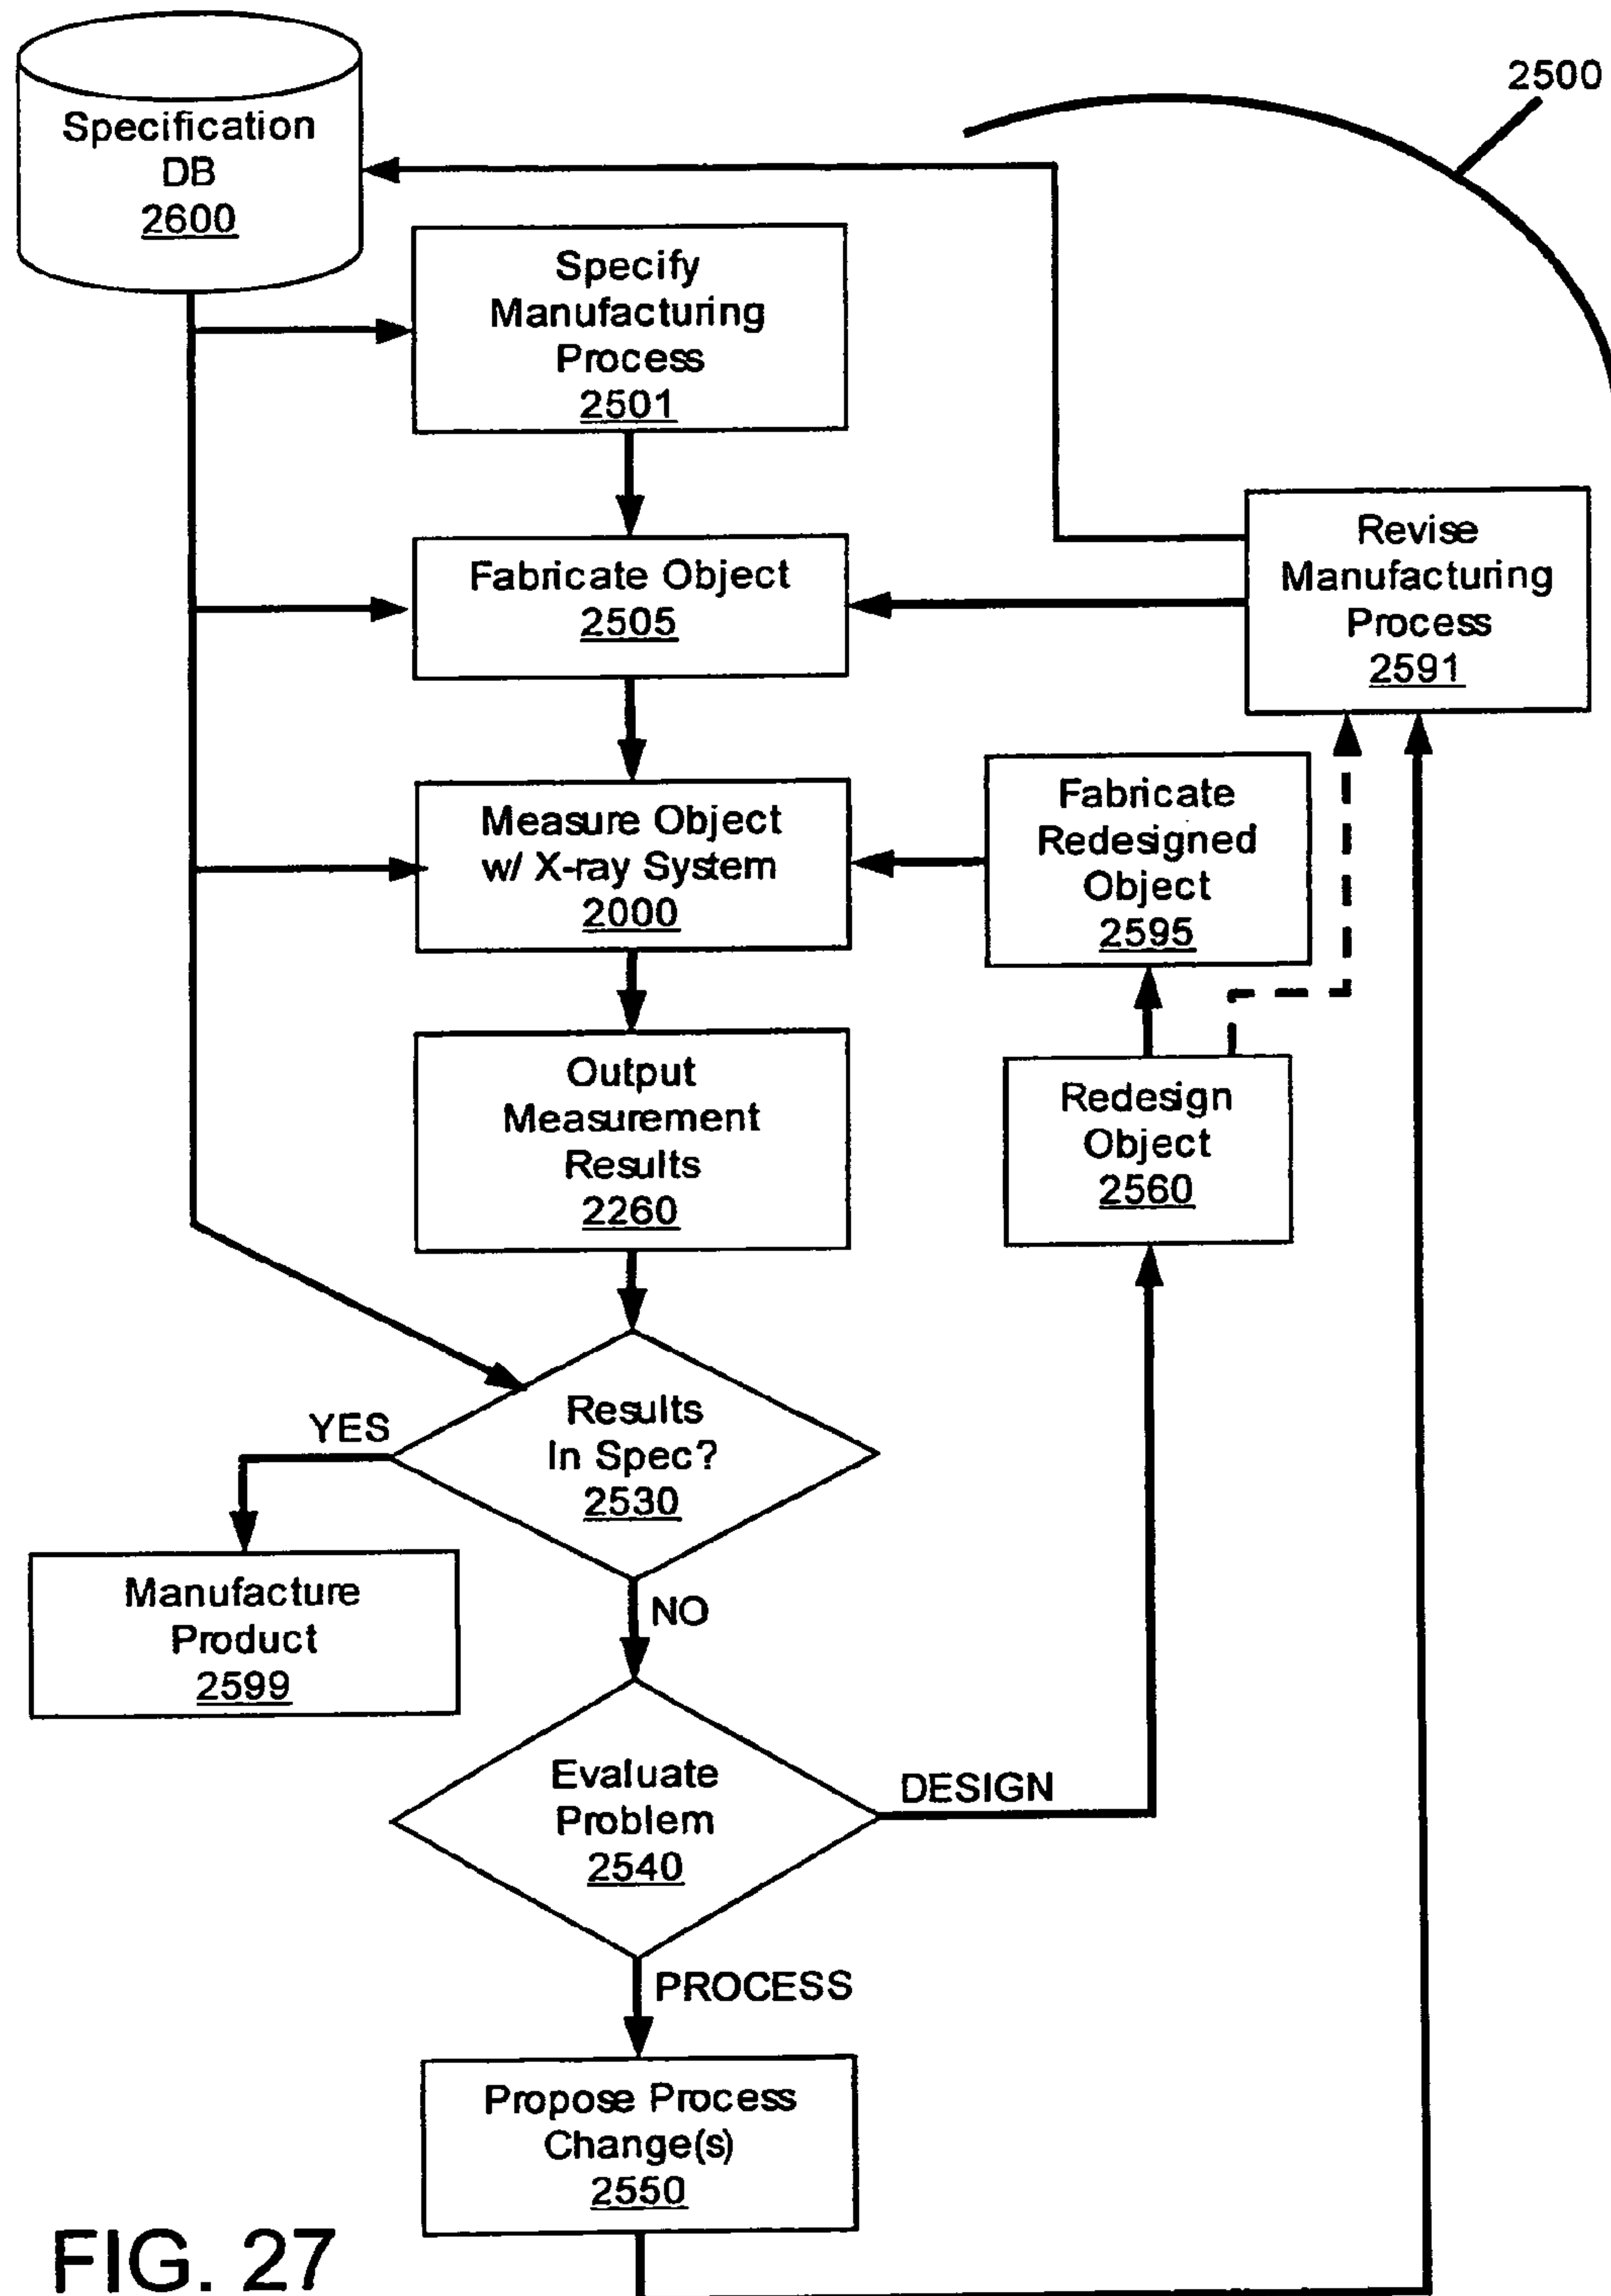 2500
Specification
DB
2600
Specify
Manufacturing
Process
2501
Revise
Manufacturing
Process
2591
Fabricate Object
2505
Fabricate
Redesigned
Object
2595
Measure Object
w/ X-ray System
2000
Output
Measurement
Results
2260
Redesign
Object
2560
Results
In Spec?
2530
YES
NO
Manufacture
Product
2599
Evaluate
Problem
2540
DESIGN
PROCESS
Propose Process
Change(s)
2550
FIG. 27